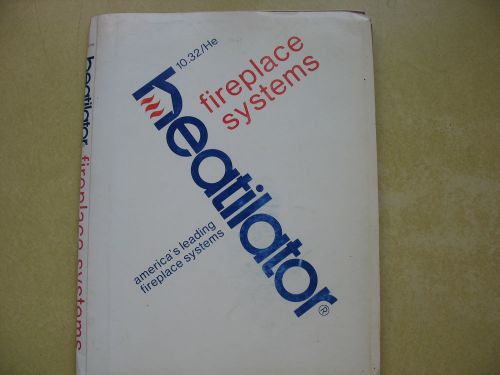 heatilator fireplace systems
10.32/He
fireplace
systems
heatilator®
america's leading
fireplace systems